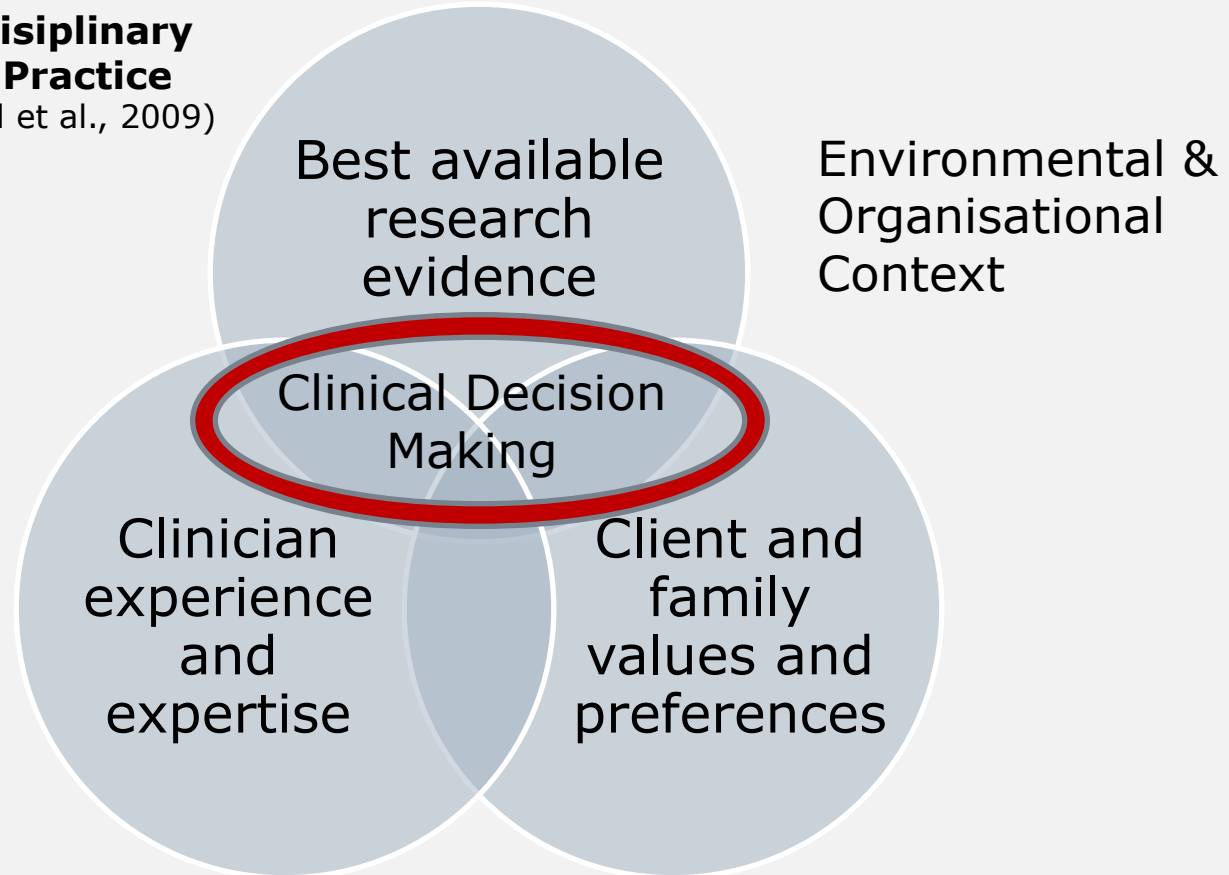 isiplinary
Practice
et al., 2009)
Best available
research
evidence
Environmental &
Organisational
Context
Clinical Decision
Making
Clinician
experience
and
expertise
Client and
family
values and
preferences